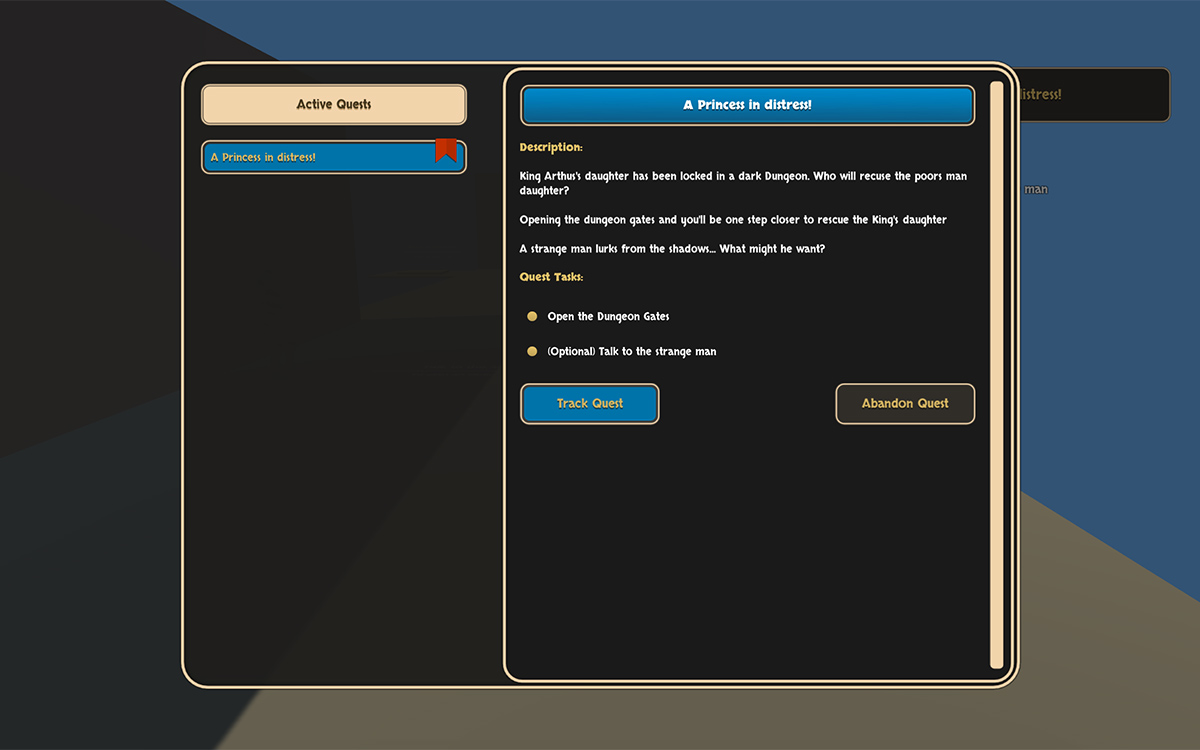 Active Quests
A Princess in distress!
A Princess in distress!
Description:
King Arthus's daughter has been locked in a dark Dungeon. Who will recuse the poors man
daughter?
Opening the dungeon gates and you'll be one step closer to rescue the King's daughter
A strange man lurks from the shadows... What might he want?
Quest Tasks:
Open the Dungeon Gates
(Optional) Talk to the strange man
Track Quest
Abandon Quest
distress!
man